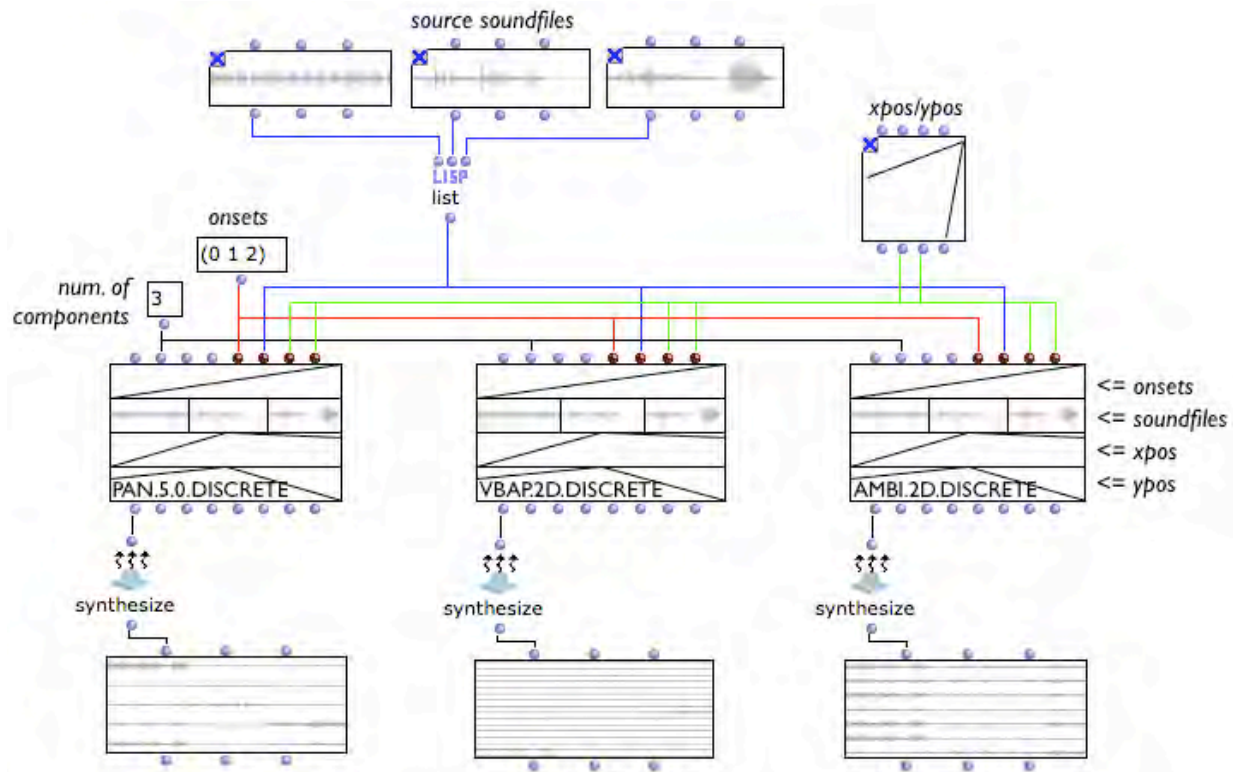 source soundfiles
xpos/ypos
LISP
list
onsets
(0 1 2)
num. of
components
3
<= onsets
<= soundfiles
<= xpos
<= ypos
PAN.5.0.DISCRETE
VBAP.2D.DISCRETE
AMBI.2D.DISCRETE
synthesize
synthesize
synthesize